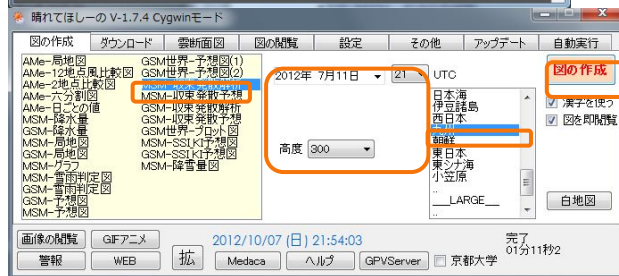 晴れてほしーの V-1.7.4 Cygwinモード
図の作成 ダウンロード 雲断面図 図の閲覧 設定 その他 アップデート 自動実行
AMe-局地図
AMe-12地点風比較図
AMe-2地点比較図
AMe-六分割図
AMe-日ごとの値
MSM-降水量
GSM-降水量
MSM-局地図
GSM-局地図
MSM-グラフ
MSM-雪雨判定図
GSM-雪雨判定図
GSM-予想図
MSM-予想図
GSM世界-予想図(1)
GSM世界-予想図(2)
MSM-収束発散解析
MSM-収束発散予想
GSM-収束発散解析
GSM-収束発散予想
GSM世界-プロット図
MSM-SSI,KI予想図
GSM-SSI,KI予想図
MSM-降雪量図
2012年 7月11日 21 UTC
高度 300
日本海
伊豆諸島
西日本
朝鮮
東日本
東シナ海
小笠原
..
__LARGE__
..
図の作成
漢字を使う
図を即閲覧
白地図
画像の閲覧 GIFアニメ 2012/10/07 (日) 21:54:03 完了
01分11秒2
警報 WEB 拡 Medaca ヘルプ GPVServer 京都大学